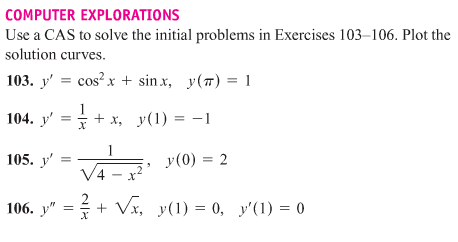 COMPUTER EXPLORATIONS
Use a CAS to solve the initial problems in Exercises 103–106. Plot the
solution curves.
103. y′ = cos² x + sin x, y(π) = 1
104. y′ = 1/x + x, y(1) = −1
105. y′ = 1/√(4 − x²), y(0) = 2
106. y″ = 2/x + √x, y(1) = 0, y′(1) = 0